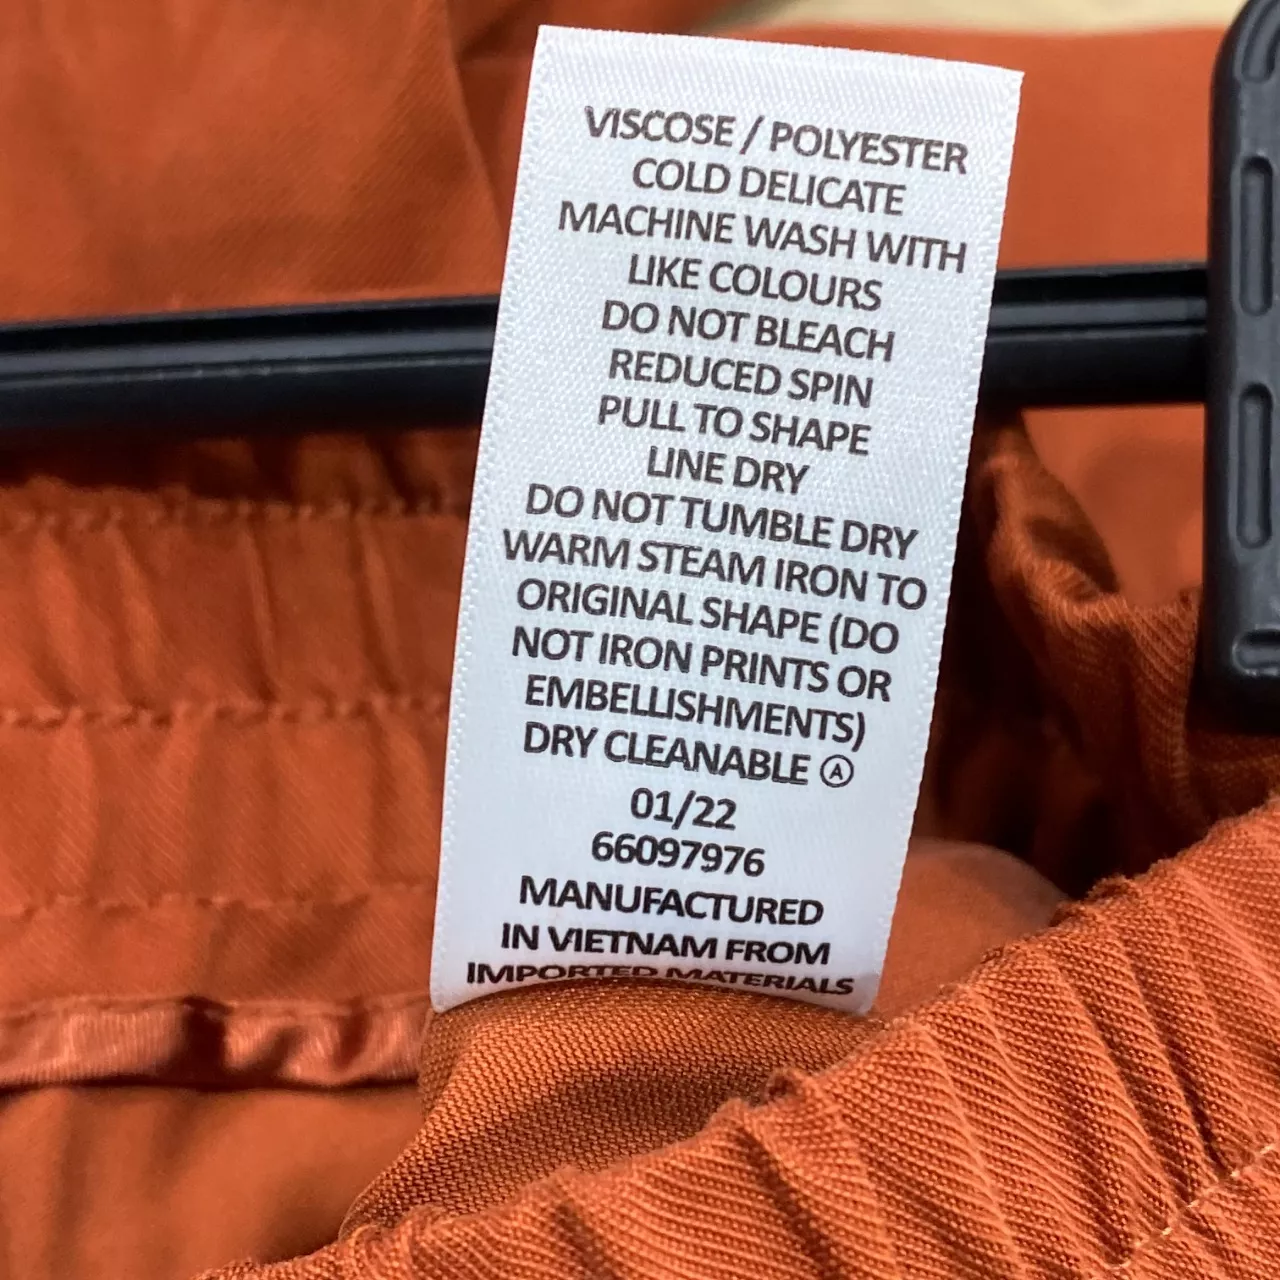 VISCOSE / POLYESTER
COLD DELICATE
MACHINE WASH WITH
LIKE COLOURS
DO NOT BLEACH
REDUCED SPIN
PULL TO SHAPE
LINE DRY
DO NOT TUMBLE DRY
WARM STEAM IRON TO
ORIGINAL SHAPE (DO
NOT IRON PRINTS OR
EMBELLISHMENTS)
DRY CLEANABLE Ⓐ
01/22
66097976
MANUFACTURED
IN VIETNAM FROM
IMPORTED MATERIALS